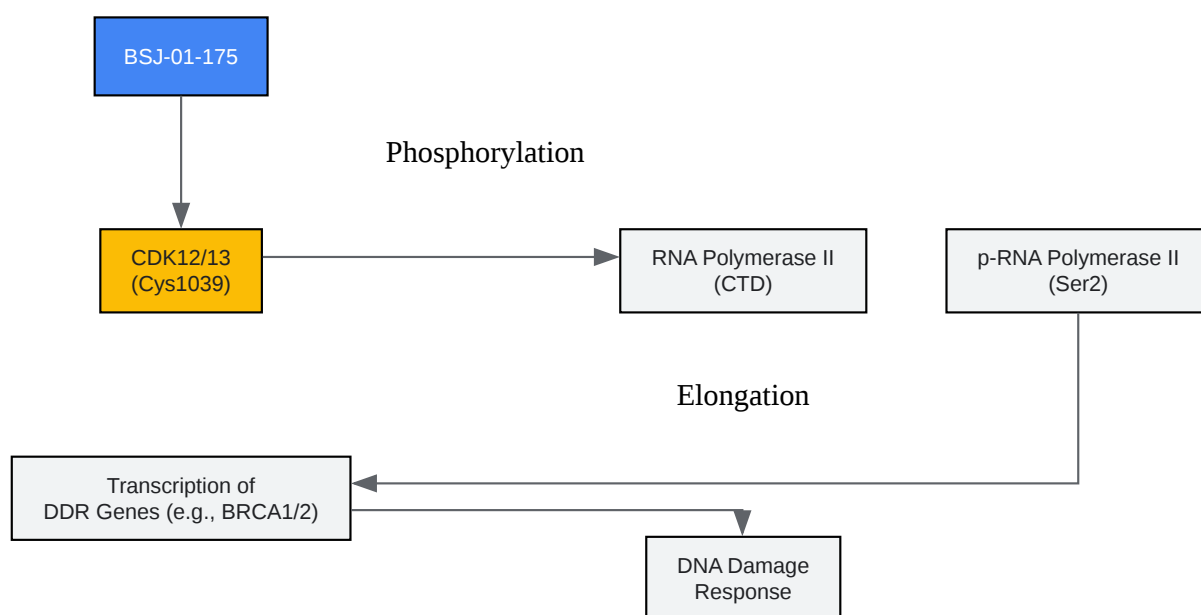 BSJ-01-175
Phosphorylation
CDK12/13
(Cys1039)
RNA Polymerase II
(CTD)
p-RNA Polymerase II
(Ser2)
Elongation
Transcription of
DDR Genes (e.g., BRCA1/2)
DNA Damage
Response